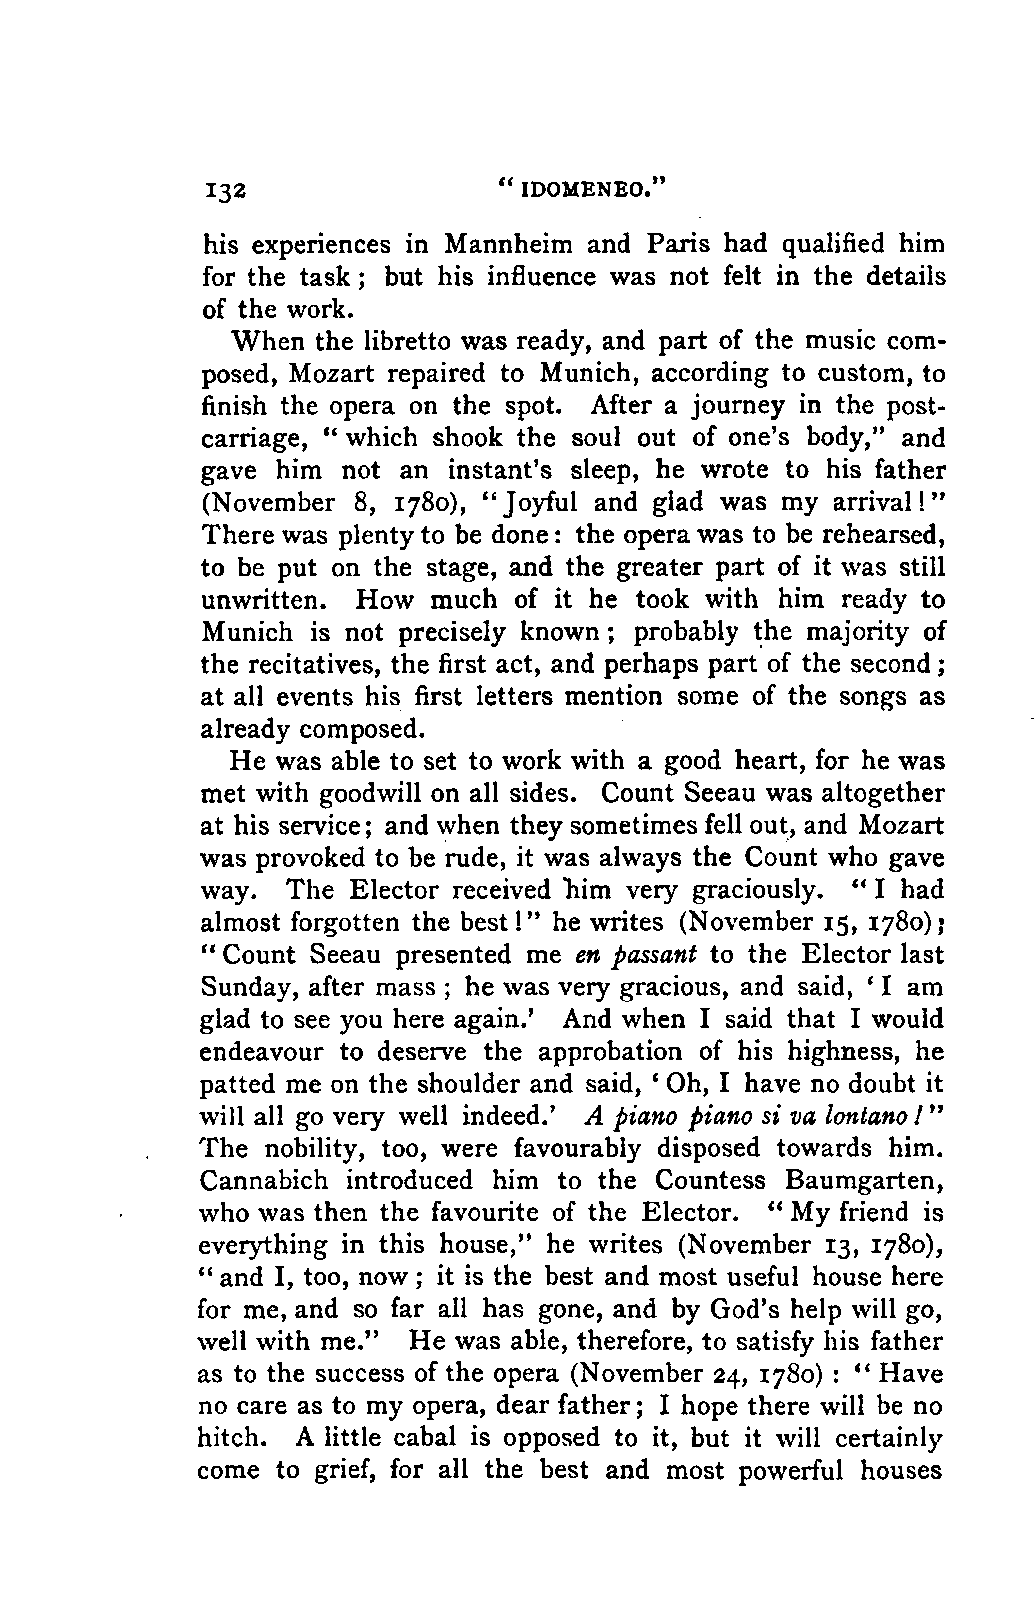 132 " IDOMENEO."
his experiences in Mannheim and Paris had qualified him
for the task ; but his influence was not felt in the details
of the work.
When the libretto was ready, and part of the music com-
posed, Mozart repaired to Munich, according to custom, to
finish the opera on the spot. After a journey in the post-
carriage, " which shook the soul out of one's body," and
gave him not an instant's sleep, he wrote to his father
(November 8, 1780), " Joyful and glad was my arrival! "
There was plenty to be done : the opera was to be rehearsed,
to be put on the stage, and the greater part of it was still
unwritten. How much of it he took with him ready to
Munich is not precisely known ; probably the majority of
the recitatives, the first act, and perhaps part of the second ;
at all events his first letters mention some of the songs as
already composed.
He was able to set to work with a good heart, for he was
met with goodwill on all sides. Count Seeau was altogether
at his service; and when they sometimes fell out, and Mozart
was provoked to be rude, it was always the Count who gave
way. The Elector received him very graciously. " I had
almost forgotten the best ! " he writes (November 15, 1780);
" Count Seeau presented me en passant to the Elector last
Sunday, after mass ; he was very gracious, and said, ' I am
glad to see you here again.' And when I said that I would
endeavour to deserve the approbation of his highness, he
patted me on the shoulder and said, ' Oh, I have no doubt it
will all go very well indeed.' A piano piano si va lontano ! "
The nobility, too, were favourably disposed towards him.
Cannabich introduced him to the Countess Baumgarten,
who was then the favourite of the Elector. " My friend is
everything in this house," he writes (November 13, 1780),
" and I, too, now ; it is the best and most useful house here
for me, and so far all has gone, and by God's help will go,
well with me." He was able, therefore, to satisfy his father
as to the success of the opera (November 24, 1780) : " Have
no care as to my opera, dear father ; I hope there will be no
hitch. A little cabal is opposed to it, but it will certainly
come to grief, for all the best and most powerful houses